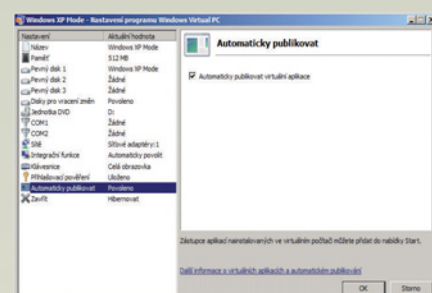 Windows XP Mode - Nastavení programu Windows Virtual PC
Nastavení Aktuální hodnota
Název Windows XP Mode
Paměť 512 MB
Pevný disk 1 Windows XP Mode
Pevný disk 2 Žádné
Pevný disk 3 Žádné
Disky pro vracení změn Povoleno
Jednotka DVD D:
COM1 Žádné
COM2 Žádné
Sítě Síťové adaptéry:1
Integrační funkce Automaticky povolit
Klávesnice Celá obrazovka
Přihlašovací pověření Uloženo
Automaticky publikovat Povoleno
Zavřít Hibernovat
Automaticky publikovat
Automaticky publikovat virtuální aplikace
Zástupce aplikací nainstalovaných ve virtuálním počítači můžete přidat do nabídky Start.
Další informace o virtuálních aplikacích a automatickém publikování
OK Storno